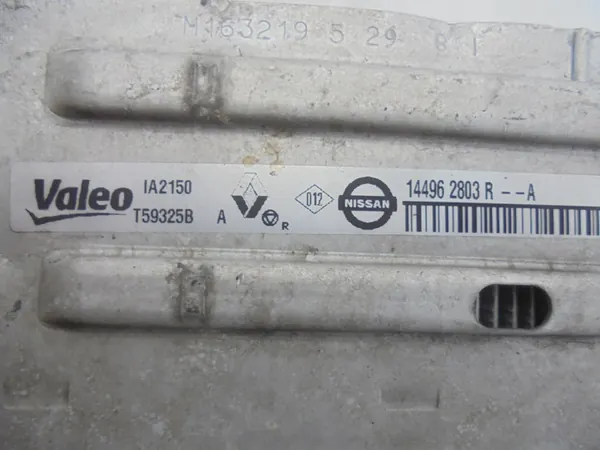 M163219 5 29
Valeo IA2150 D12 NISSAN 14496 2803 R --A
T59325B A R